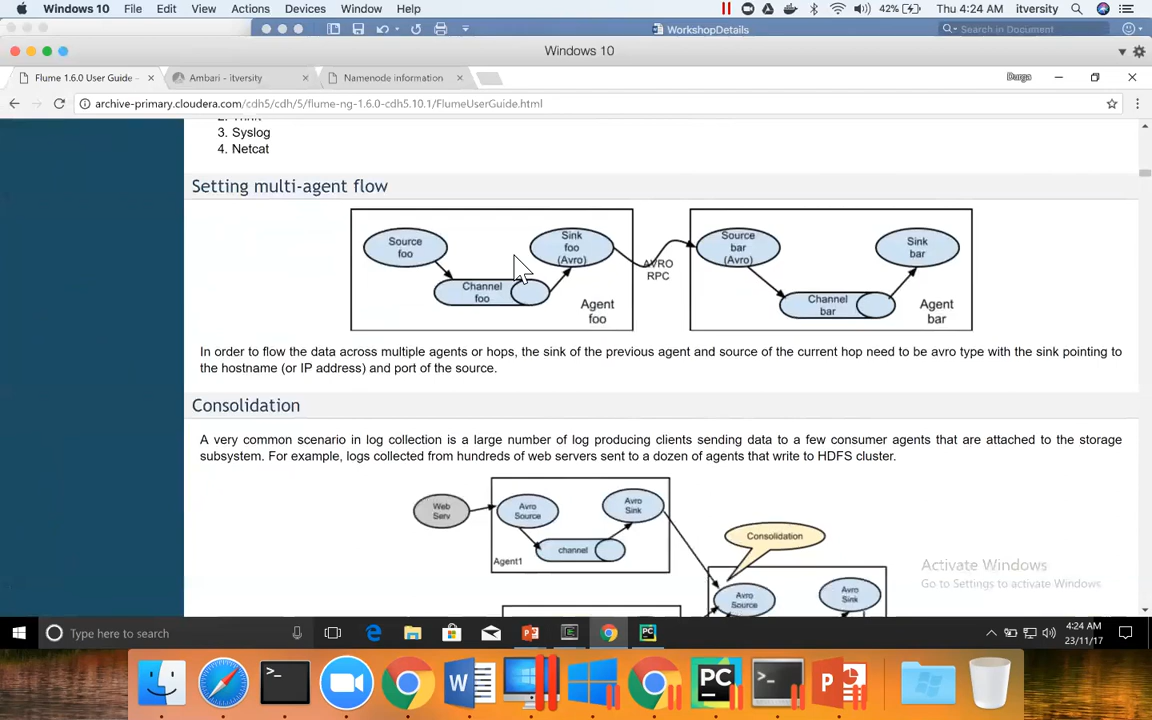 Windows 10 File Edit View Actions Devices Window Help 42% Thu 4:24 AM itversity
WorkshopDetails Search in Document
Windows 10
Flume 1.6.0 User Guide - Ambari - itversity Namenode information Durga
archive-primary.cloudera.com/cdh5/cdh/5/flume-ng-1.6.0-cdh5.10.1/FlumeUserGuide.html
3. Syslog
4. Netcat
Setting multi-agent flow
Source foo
Channel foo
Sink foo (Avro)
Agent foo
AVRO RPC
Source bar (Avro)
Channel bar
Sink bar
Agent bar
In order to flow the data across multiple agents or hops, the sink of the previous agent and source of the current hop need to be avro type with the sink pointing to
the hostname (or IP address) and port of the source.
Consolidation
A very common scenario in log collection is a large number of log producing clients sending data to a few consumer agents that are attached to the storage
subsystem. For example, logs collected from hundreds of web servers sent to a dozen of agents that write to HDFS cluster.
Web Serv
Avro Source
Avro Sink
channel
Agent1
Consolidation
Avro Source
Avro Sink
Activate Windows
Go to Settings to activate Windows.
Type here to search
4:24 AM
23/11/17